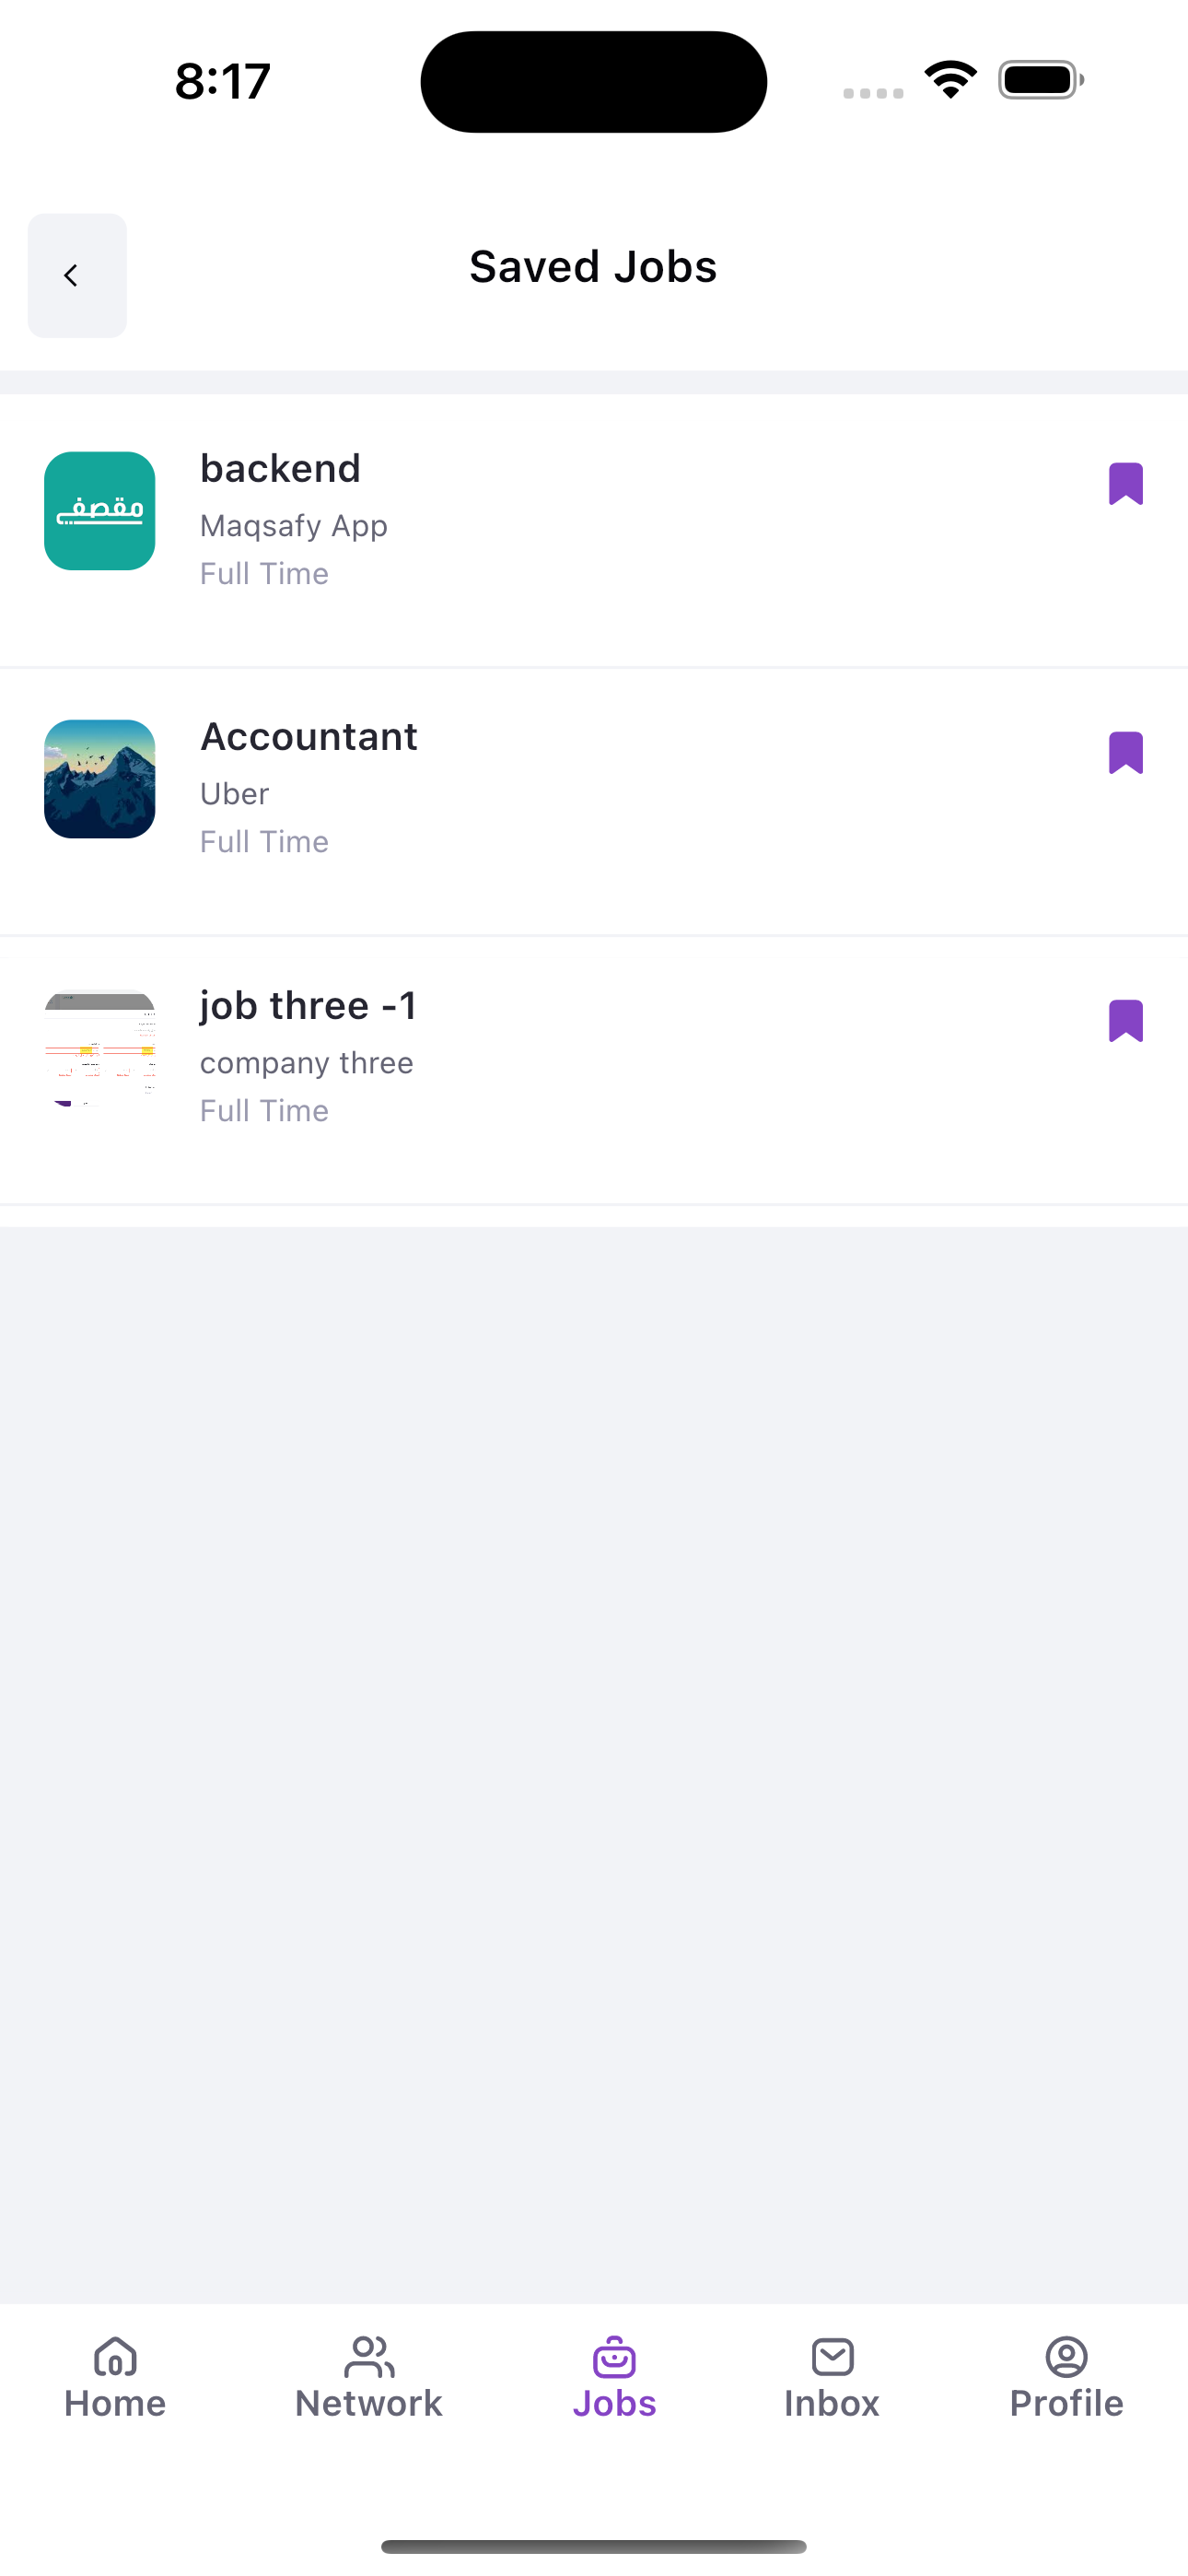 8:17
Saved Jobs
مقصفي
backend
Maqsafy App
Full Time
Accountant
Uber
Full Time
job three -1
company three
Full Time
Home
Network
Jobs
Inbox
Profile